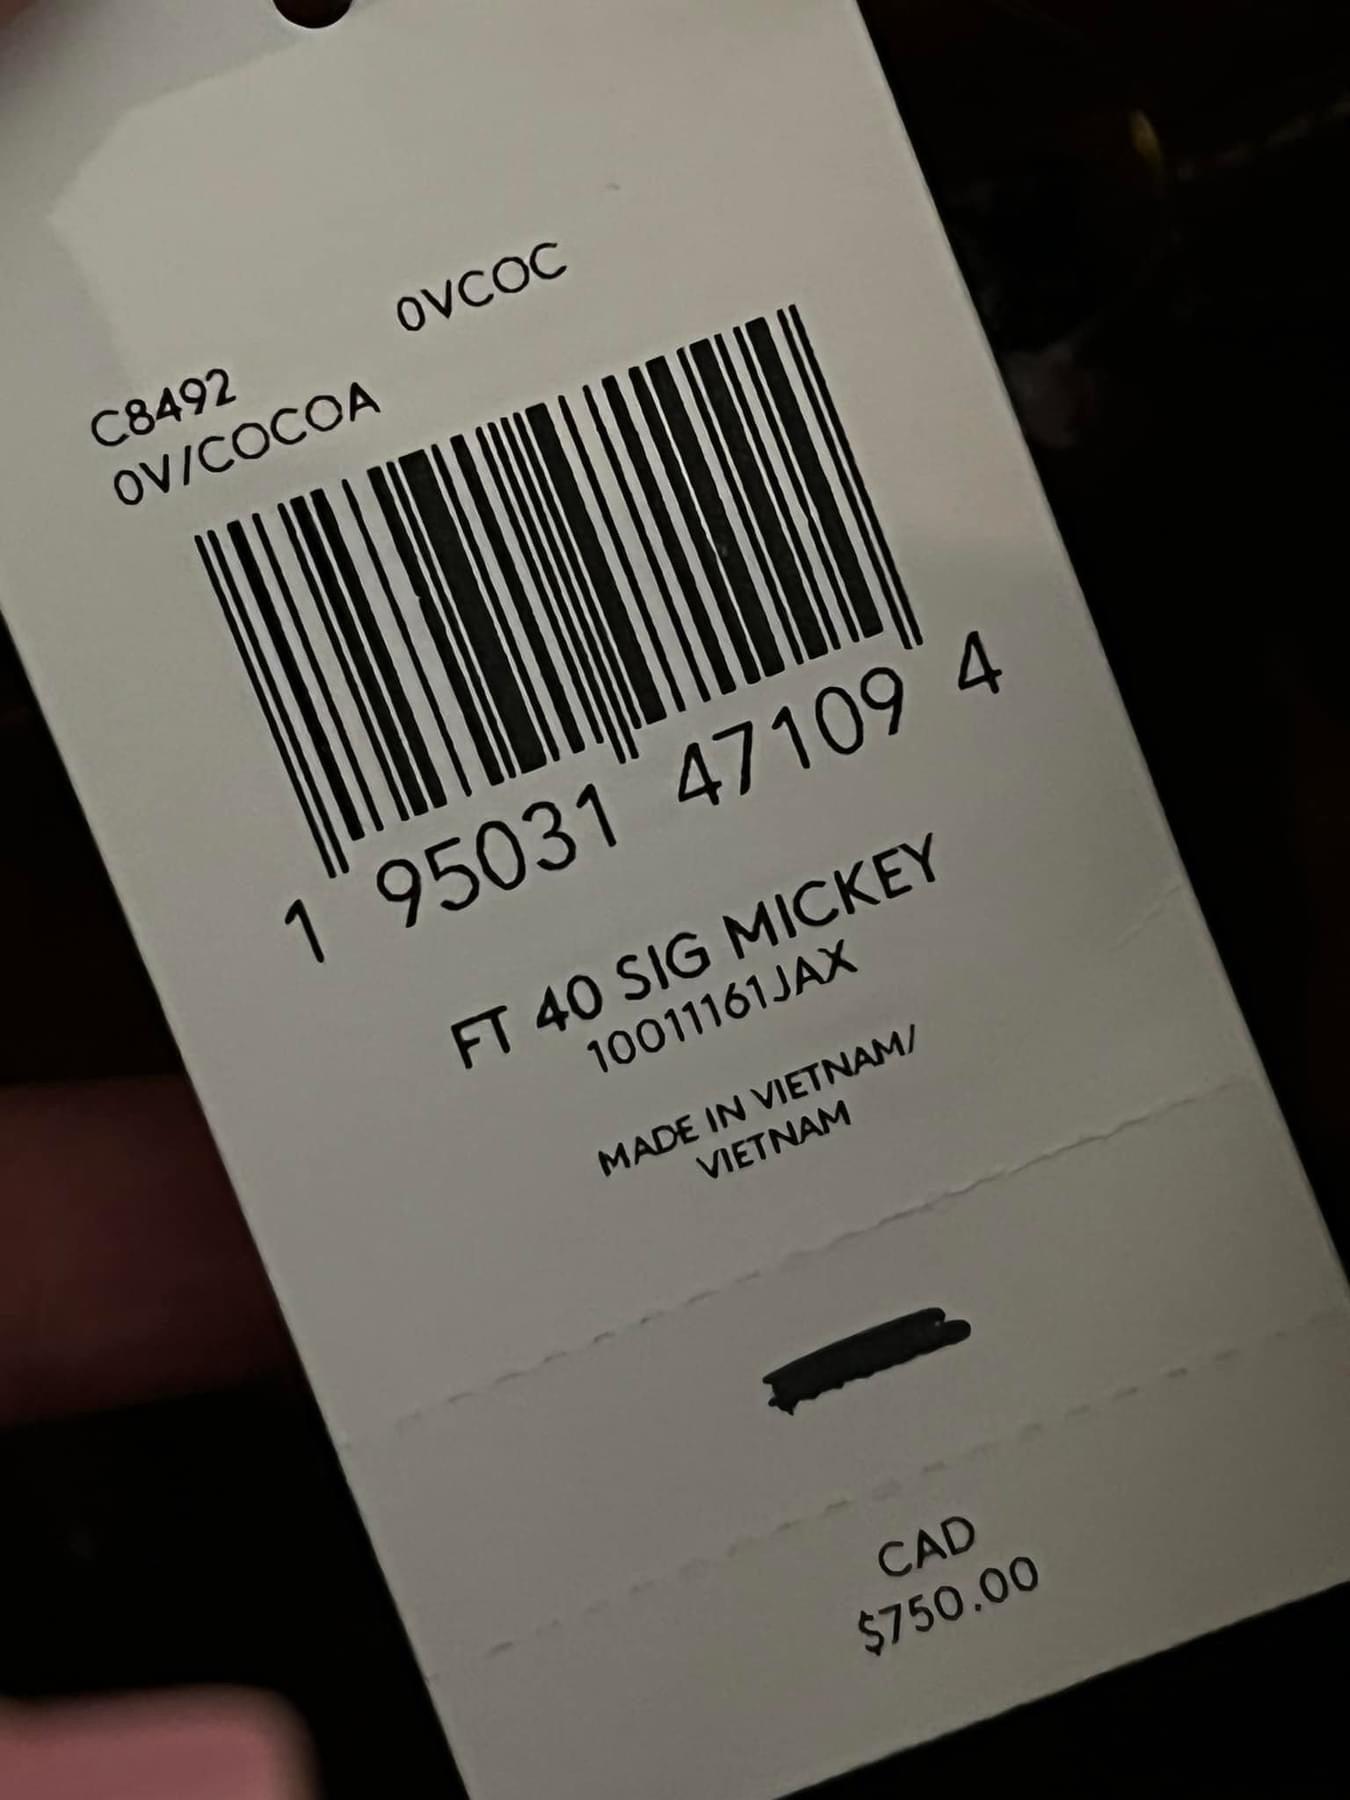 0VCOC
C8492
0V/COCOA
1 95031 47109 4
FT 40 SIG MICKEY
10011161JAX
MADE IN VIETNAM/
VIETNAM
CAD
$750.00